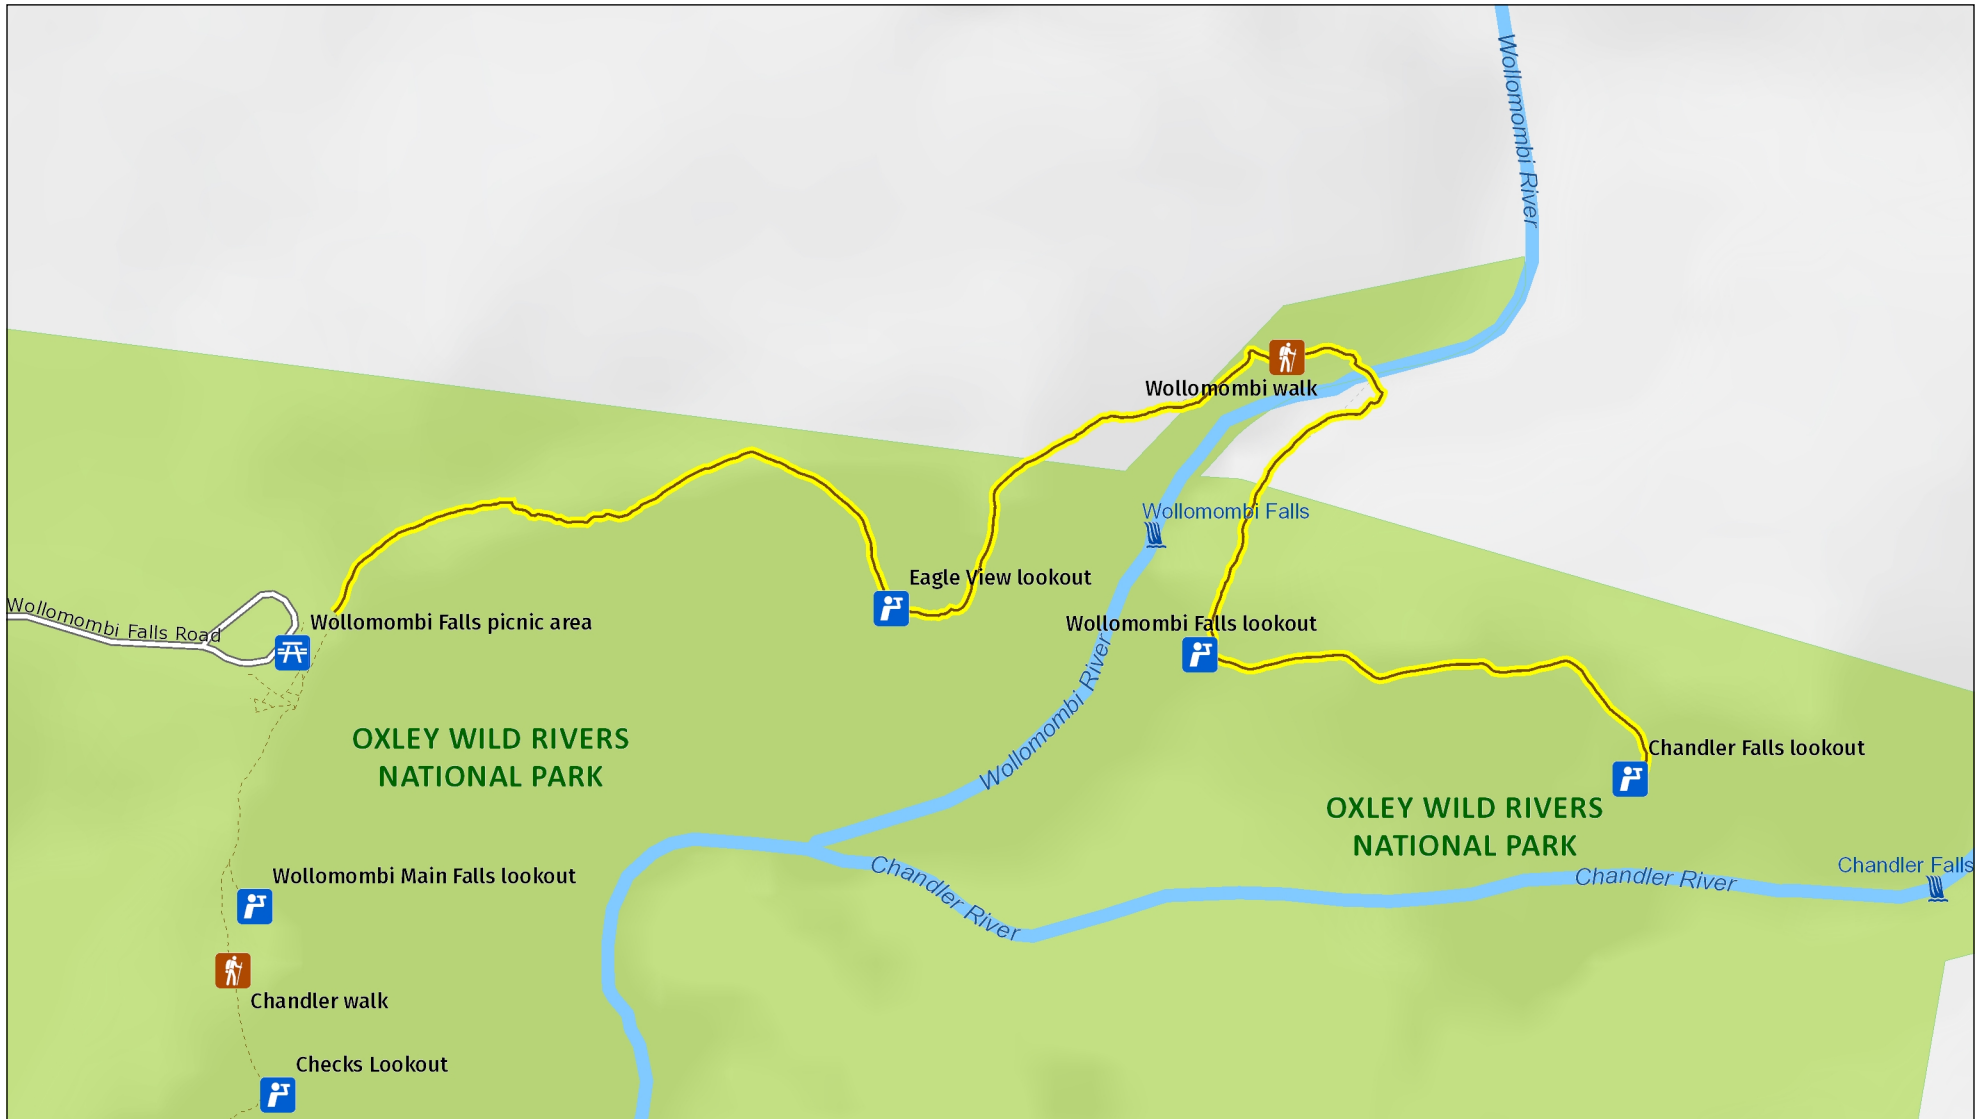 Wollomombi River
Wollomombi walk
Wollomombi Falls
Eagle View lookout
Wollomombi Falls Road
Wollomombi Falls picnic area
Wollomombi Falls lookout
Wollomombi River
OXLEY WILD RIVERS
NATIONAL PARK
Chandler Falls lookout
OXLEY WILD RIVERS
NATIONAL PARK
Chandler River
Chandler River
Chandler Falls
Wollomombi Main Falls lookout
Chandler walk
Checks Lookout